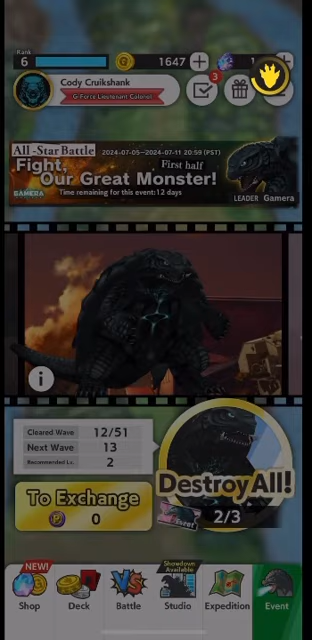 Rank
6
1647
1
Cody Cruikshank
3
G-Force Lieutenant Colonel
All-Star Battle 2024-07-05~2024-07-11 20:59 (PST)
Fight, First half
Our Great Monster!
GAMERA
Time remaining for this event:12 days
LEADER Gamera
i
Cleared Wave 12/51
Next Wave 13
Recommended Lv. 2
Destroy All!
To Exchange
P 0
Event 2/3
NEW!
Showdown
Available
Shop Deck Battle Studio Expedition Event
VS